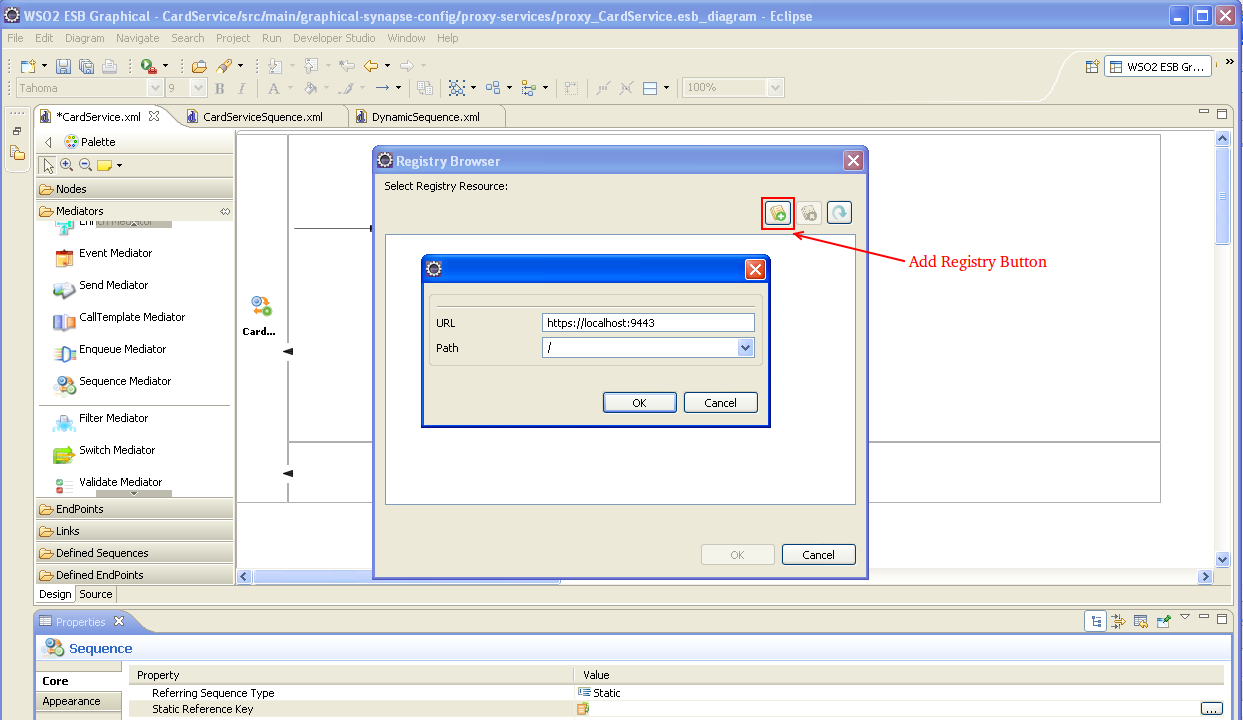 WSO2 ESB Graphical - CardService/src/main/graphical-synapse-config/proxy-services/proxy_CardService.esb_diagram - Eclipse
File Edit Diagram Navigate Search Project Run Developer Studio Window Help
WSO2 ESB Gr...
Tahoma 9 B I A 100%
*CardService.xml CardServiceSquence.xml DynamicSequence.xml
Palette
Nodes
Mediators
Event Mediator
Send Mediator
CallTemplate Mediator
Enqueue Mediator
Sequence Mediator
Filter Mediator
Switch Mediator
Validate Mediator
EndPoints
Links
Defined Sequences
Defined EndPoints
Design Source
Card...
Registry Browser
Select Registry Resource:
Add Registry Button
URL https://localhost:9443
Path /
OK Cancel
OK Cancel
Properties
Sequence
Core
Appearance
Property Value
Referring Sequence Type Static
Static Reference Key ...